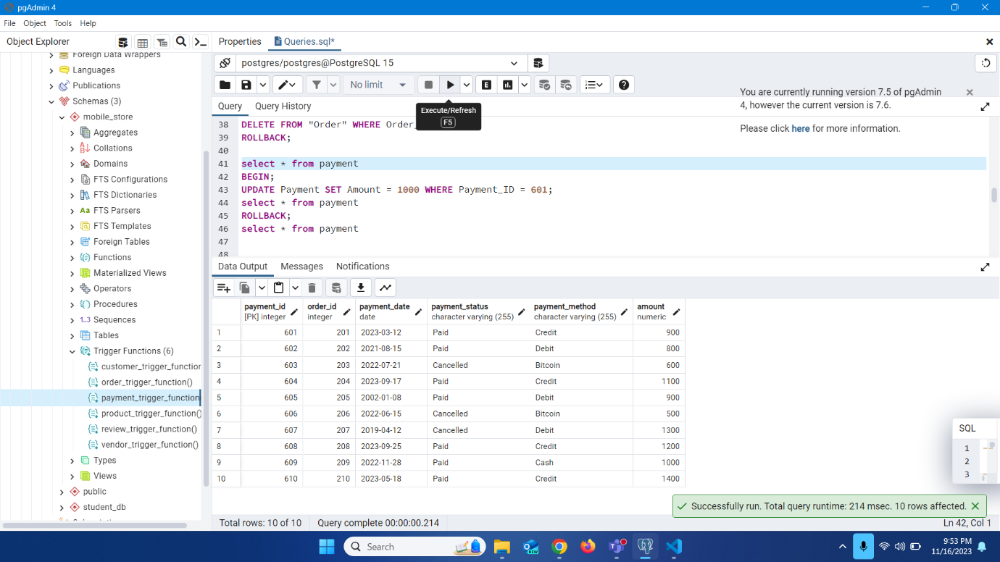 pgAdmin 4
File Object Tools Help
Object Explorer
Properties
Queries.sql*
Foreign Data Wrappers
Languages
Publications
Schemas (3)
mobile_store
Aggregates
Collations
Domains
FTS Configurations
FTS Dictionaries
FTS Parsers
FTS Templates
Foreign Tables
Functions
Materialized Views
Operators
Procedures
1..3 Sequences
Tables
Trigger Functions (6)
customer_trigger_function
order_trigger_function()
payment_trigger_function
product_trigger_function()
review_trigger_function()
vendor_trigger_function()
Types
Views
public
student_db
postgres/postgres@PostgreSQL 15
No limit
E
Query Query History
Execute/Refresh
F5
You are currently running version 7.5 of pgAdmin
4, however the current version is 7.6.
Please click here for more information.
38 DELETE FROM "Order" WHERE Order_
39 ROLLBACK;
40
41 select * from payment
42 BEGIN;
43 UPDATE Payment SET Amount = 1000 WHERE Payment_ID = 601;
44 select * from payment
45 ROLLBACK;
46 select * from payment
47
48
Data Output Messages Notifications
payment_id order_id payment_date payment_status payment_method amount
[PK] integer integer date character varying (255) character varying (255) numeric
1 601 201 2023-03-12 Paid Credit 900
2 602 202 2021-08-15 Paid Debit 800
3 603 203 2022-07-21 Cancelled Bitcoin 600
4 604 204 2023-09-17 Paid Credit 1100
5 605 205 2002-01-08 Paid Debit 900
6 606 206 2022-06-15 Cancelled Bitcoin 500
7 607 207 2019-04-12 Cancelled Debit 1300
8 608 208 2023-09-25 Paid Credit 1200
9 609 209 2022-11-28 Paid Cash 1000
10 610 210 2023-05-18 Paid Credit 1400
SQL
1
2
3
Successfully run. Total query runtime: 214 msec. 10 rows affected.
Total rows: 10 of 10 Query complete 00:00:00.214
Ln 42, Col 1
Search
NEW
9:53 PM
11/16/2023